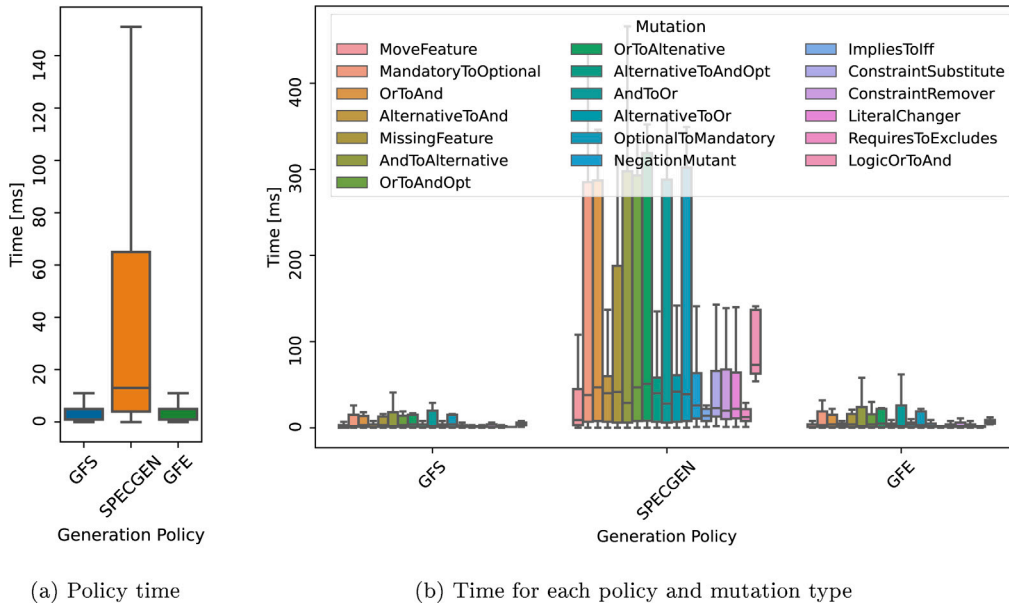 Time [ms]
140
120
100
80
60
40
20
0
GFS
SPECGEN
GFE
Generation Policy
(a) Policy time
Time [ms]
400
300
200
100
0
Mutation
MoveFeature
MandatoryToOptional
OrToAnd
AlternativeToAnd
MissingFeature
AndToAlternative
OrToAndOpt
OrToAltenative
AlternativeToAndOpt
AndToOr
AlternativeToOr
OptionalToMandatory
NegationMutant
ImpliesToIff
ConstraintSubstitute
ConstraintRemover
LiteralChanger
RequiresToExcludes
LogicOrToAnd
GFS
SPECGEN
GFE
Generation Policy
(b) Time for each policy and mutation type